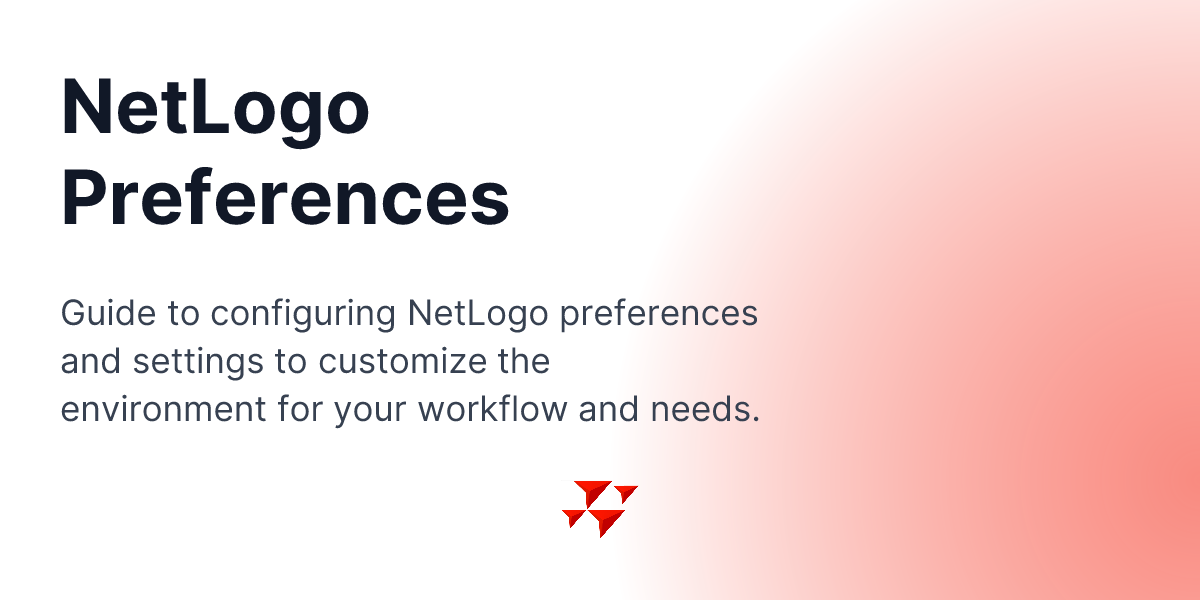 NetLogo
Preferences
Guide to configuring NetLogo preferences
and settings to customize the
environment for your workflow and needs.